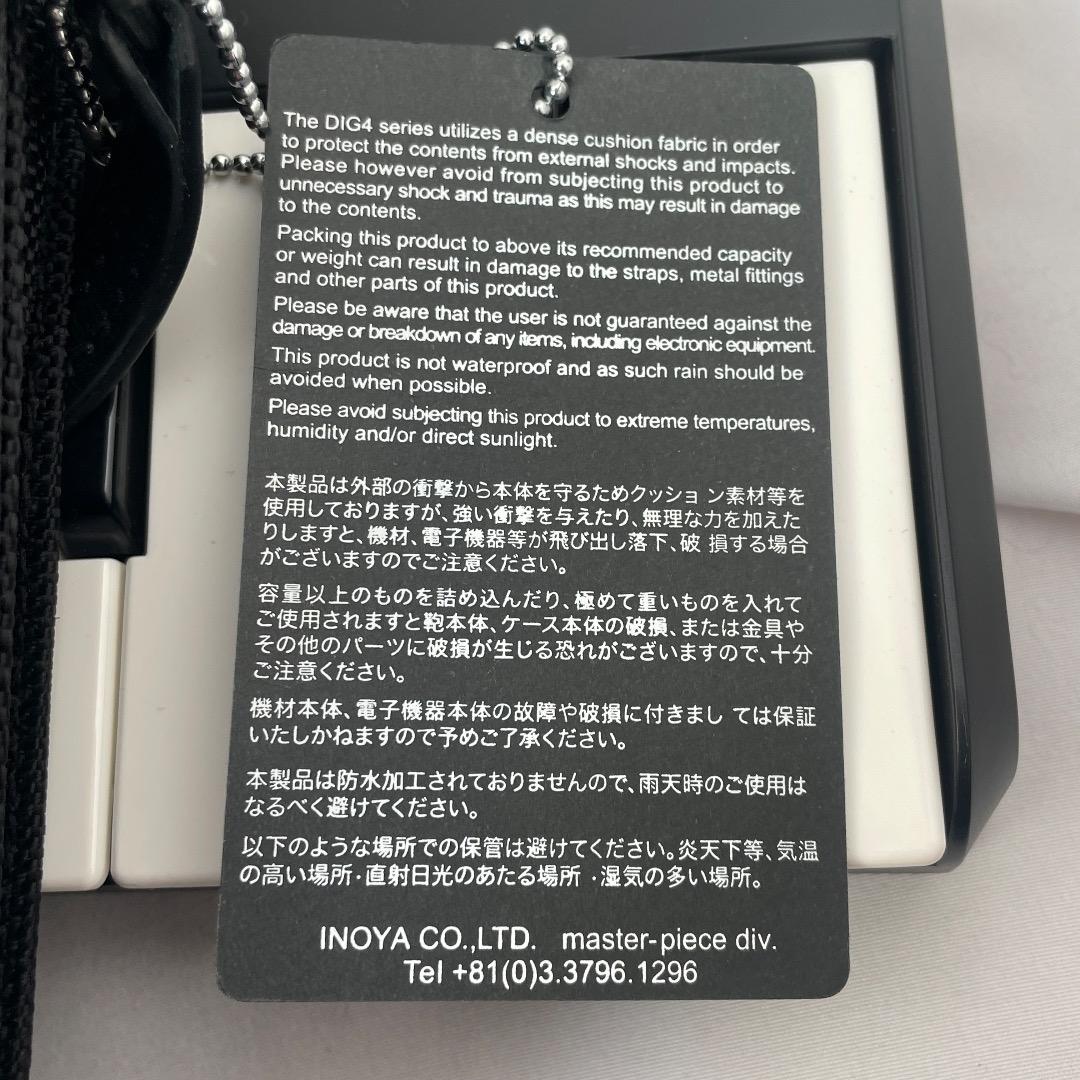 The DIG4 series utilizes a dense cushion fabric in order
to protect the contents from external shocks and impacts.
Please however avoid from subjecting this product to
unnecessary shock and trauma as this may result in damage
to the contents.
Packing this product to above its recommended capacity
or weight can result in damage to the straps, metal fittings
and other parts of this product.
Please be aware that the user is not guaranteed against the
damage or breakdown of any items, including electronic equipment.
This product is not waterproof and as such rain should be
avoided when possible.
Please avoid subjecting this product to extreme temperatures,
humidity and/or direct sunlight.
本製品は外部の衝撃から本体を守るためクッショ ン素材等を
使用しておりますが、強い衝撃を与えたり、無理な力を加えた
りしますと、機材、電子機器等が飛び出し落下、破 損する場合
がございますのでご注意ください。
容量以上のものを詰め込んだり、極めて重いものを入れて
ご使用されますと鞄本体、ケース本体の破損、または金具や
その他のパーツに破損が生じる恐れがございますので、十分
ご注意ください。
機材本体、電子機器本体の故障や破損に付きまし ては保証
いたしかねますので予めご了承ください。
本製品は防水加工されておりませんので、雨天時のご使用は
なるべく避けてください。
以下のような場所での保管は避けてください。炎天下等、気温
の高い場所・直射日光のあたる場所 ・湿気の多い場所。
INOYA CO.,LTD. master-piece div.
Tel +81(0)3.3796.1296